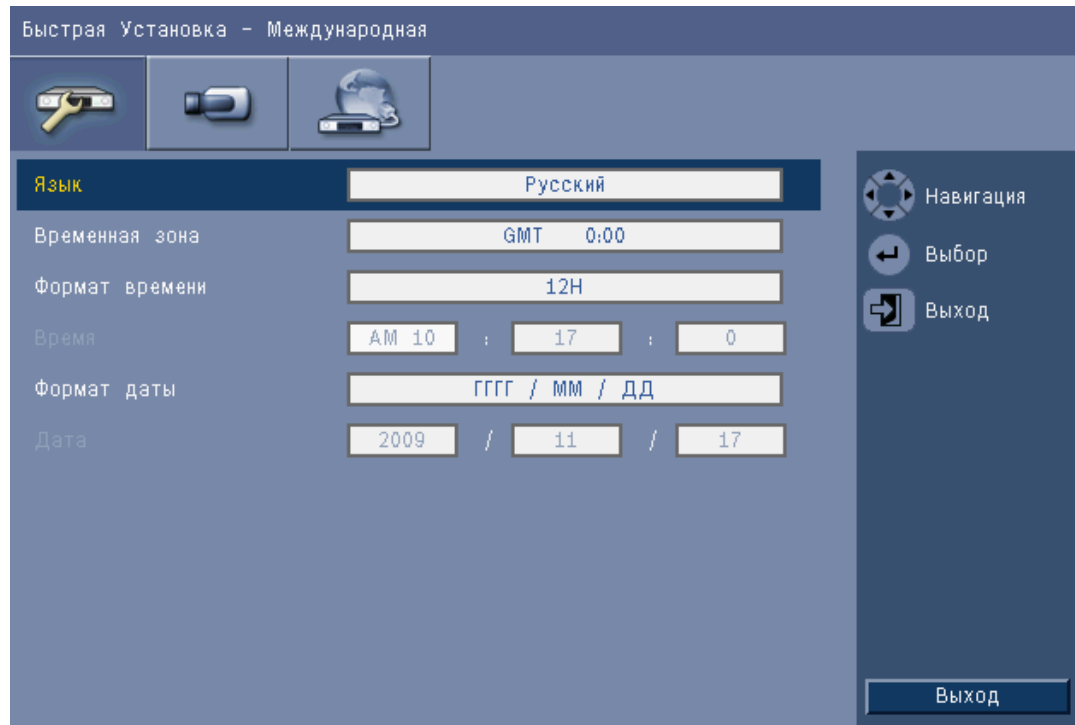 Быстрая Установка - Международная
Язык Русский
Временная зона GMT 0:00
Формат времени 12H
Время AM 10 : 17 : 0
Формат даты ГГГГ / ММ / ДД
Дата 2009 / 11 / 17
Навигация
Выбор
Выход
Выход